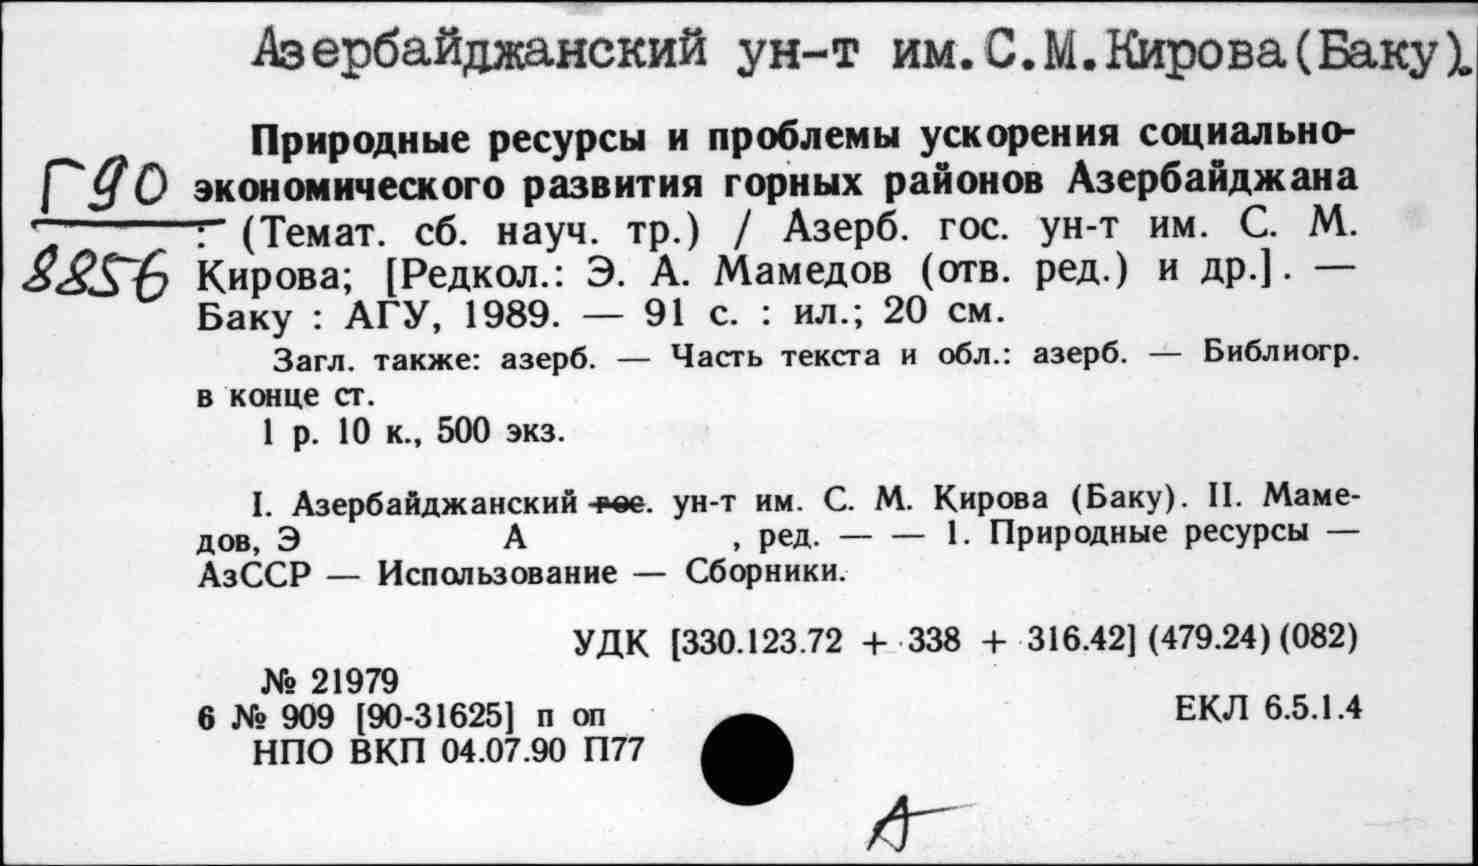 Азербайджанский ун-т им.С.М.Кирова(Баку).
Природные ресурсы и проблемы ускорения социально-
Г90 экономического развития горных районов Азербайджана
: (Темат. сб. науч. тр.) / Азерб. гос. ун-т им. С. М.
8856 Кирова; [Редкол.: Э. А. Мамедов (отв. ред.) и др.]. —
Баку : АГУ, 1989. — 91 с. : ил.; 20 см.
Загл. также: азерб. — Часть текста и обл.: азерб. — Библиогр.
в конце ст.
1 р. 10 к., 500 экз.
I. Азербайджанский гос. ун-т им. С. М. Кирова (Баку). II. Маме-
дов, Э А , ред. — — 1. Природные ресурсы —
АзССР — Использование — Сборники.
УДК [330.123.72 + 338 + 316.42] (479.24) (082)
№ 21979
6 № 909 [90-31625] п оп ЕКЛ 6.5.1.4
НПО ВКП 04.07.90 П77
А